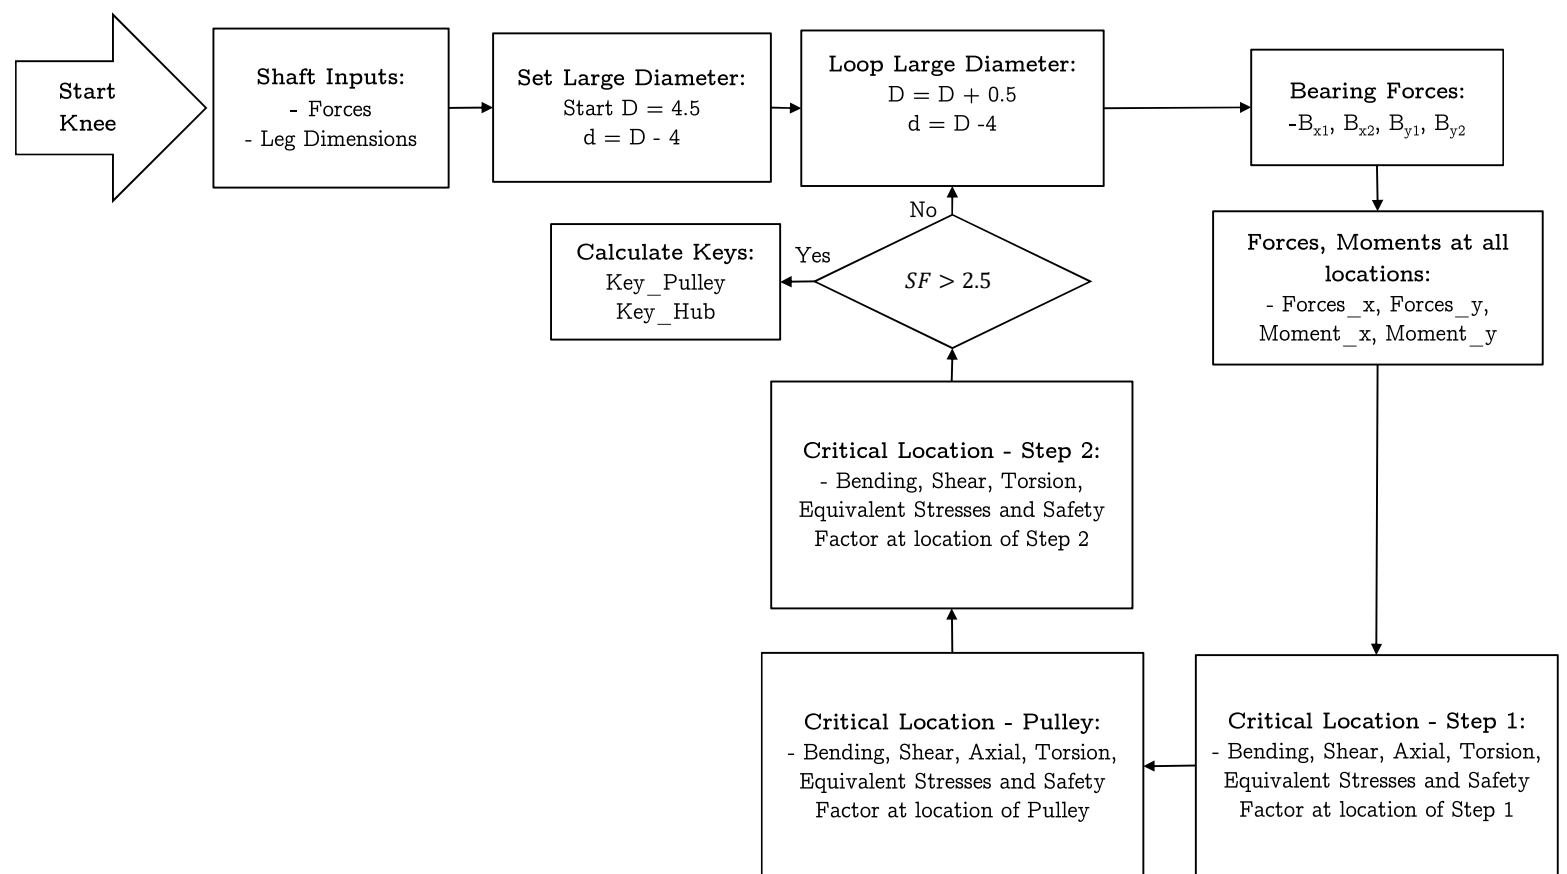 Start
Knee
Shaft Inputs:
- Forces
- Leg Dimensions
Set Large Diameter:
Start D = 4.5
d = D - 4
Loop Large Diameter:
D = D + 0.5
d = D -4
Bearing Forces:
-Bx1, Bx2, By1, By2
Forces, Moments at all
locations:
- Forces_x, Forces_y,
Moment_x, Moment_y
No
Yes
SF > 2.5
Calculate Keys:
Key_Pulley
Key_Hub
Critical Location - Step 2:
- Bending, Shear, Torsion,
Equivalent Stresses and Safety
Factor at location of Step 2
Critical Location - Pulley:
- Bending, Shear, Axial, Torsion,
Equivalent Stresses and Safety
Factor at location of Pulley
Critical Location - Step 1:
- Bending, Shear, Axial, Torsion,
Equivalent Stresses and Safety
Factor at location of Step 1